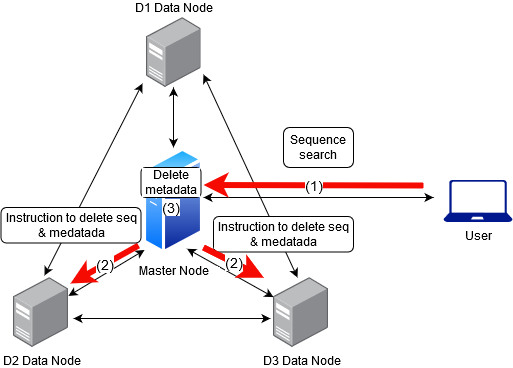 D1 Data Node
Sequence
search
Delete
metadata
(1)
(3)
Instruction to delete seq
& medatada
Instruction to delete seq
& medatada
User
(2)
(2)
Master Node
D2 Data Node
D3 Data Node